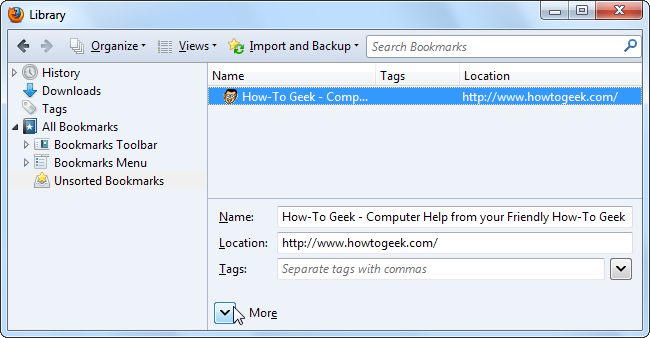 Library
Organize Views Import and Backup Search Bookmarks
History
Downloads
Tags
All Bookmarks
Bookmarks Toolbar
Bookmarks Menu
Unsorted Bookmarks
Name Tags Location
How-To Geek - Comp... http://www.howtogeek.com/
Name: How-To Geek - Computer Help from your Friendly How-To Geek
Location: http://www.howtogeek.com/
Tags: Separate tags with commas
More